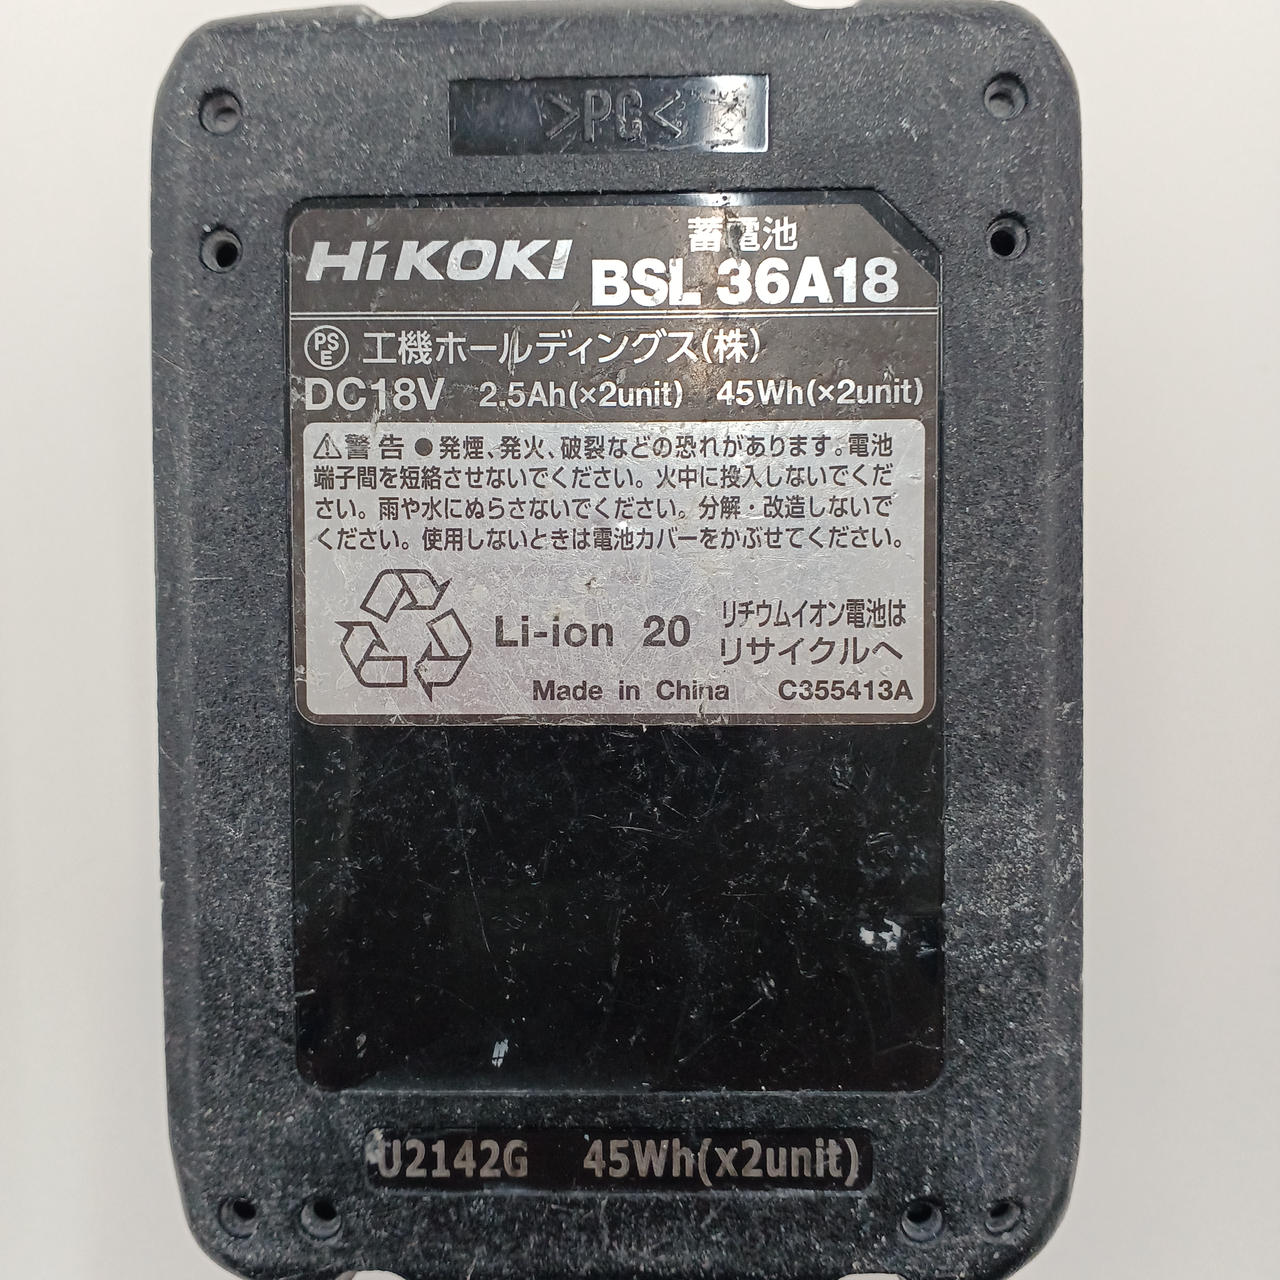 >PC<
HiKOKI
蓄電池
BSL 36A18
PSE 工機ホールディングス(株)
DC18V 2.5Ah(×2unit) 45Wh(×2unit)
⚠警告 ●発煙、発火、破裂などの恐れがあります。電池
端子間を短絡させないでください。火中に投入しないでくだ
さい。雨や水にぬらさないでください。分解・改造しないで
ください。使用しないときは電池カバーをかぶせてください。
Li-ion 20
リチウムイオン電池は
リサイクルへ
Made in China C355413A
U2142G 45Wh(x2unit)